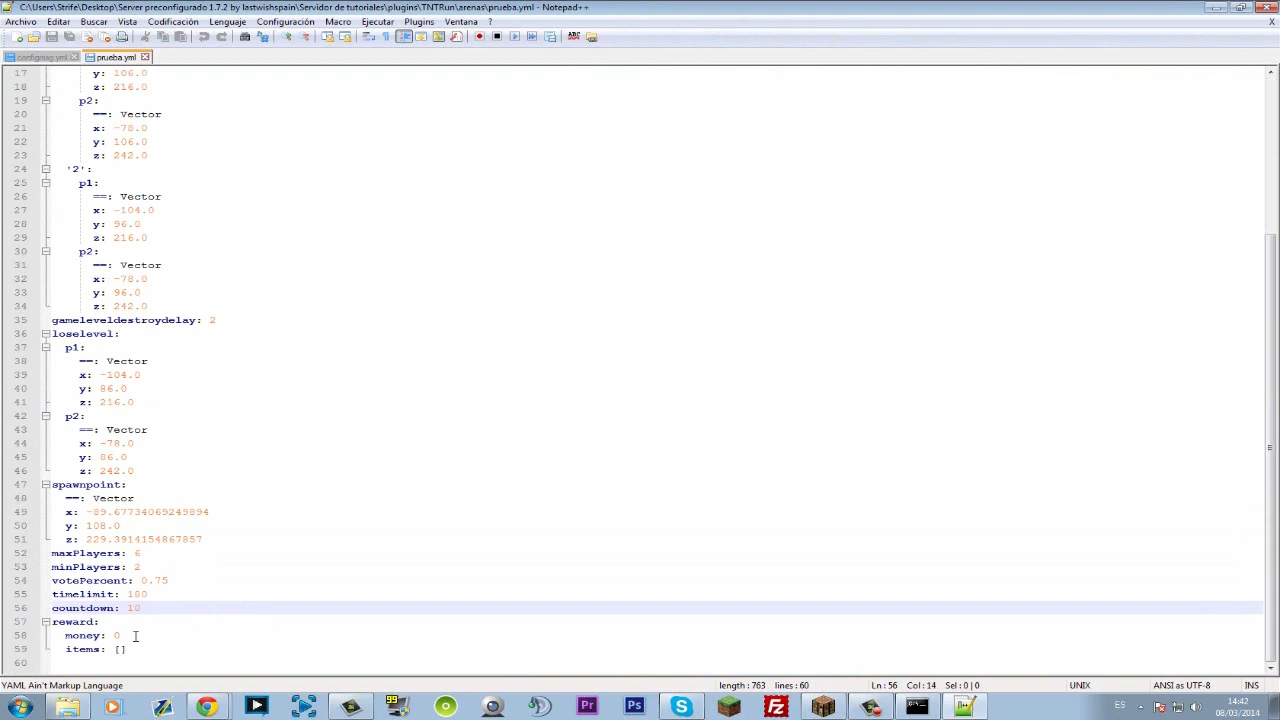 C:\Users\Strife\Desktop\Server preconfigurado 1.7.2 by lastwishspain\Servidor de tutoriales\plugins\TNTRun\arenas\prueba.yml - Notepad++
Archivo Editar Buscar Vista Codificación Lenguaje Configuración Macro Ejecutar Plugins Ventana ?
configmsg.yml prueba.yml
17 y: 106.0
18 z: 216.0
19 p2:
20 ==: Vector
21 x: -78.0
22 y: 106.0
23 z: 242.0
24 '2':
25 p1:
26 ==: Vector
27 x: -104.0
28 y: 96.0
29 z: 216.0
30 p2:
31 ==: Vector
32 x: -78.0
33 y: 96.0
34 z: 242.0
35 gameleveldestroydelay: 2
36 loselevel:
37 p1:
38 ==: Vector
39 x: -104.0
40 y: 86.0
41 z: 216.0
42 p2:
43 ==: Vector
44 x: -78.0
45 y: 86.0
46 z: 242.0
47 spawnpoint:
48 ==: Vector
49 x: -89.67734069249894
50 y: 108.0
51 z: 229.3914154867857
52 maxPlayers: 6
53 minPlayers: 2
54 votePercent: 0.75
55 timelimit: 180
56 countdown: 10
57 reward:
58 money: 0
59 items: []
60
YAML Ain't Markup Language length : 763 lines : 60 Ln : 56 Col : 14 Sel : 0 | 0 UNIX ANSI as UTF-8 INS
99 Pr Ps Fz ES 14:42
08/03/2014